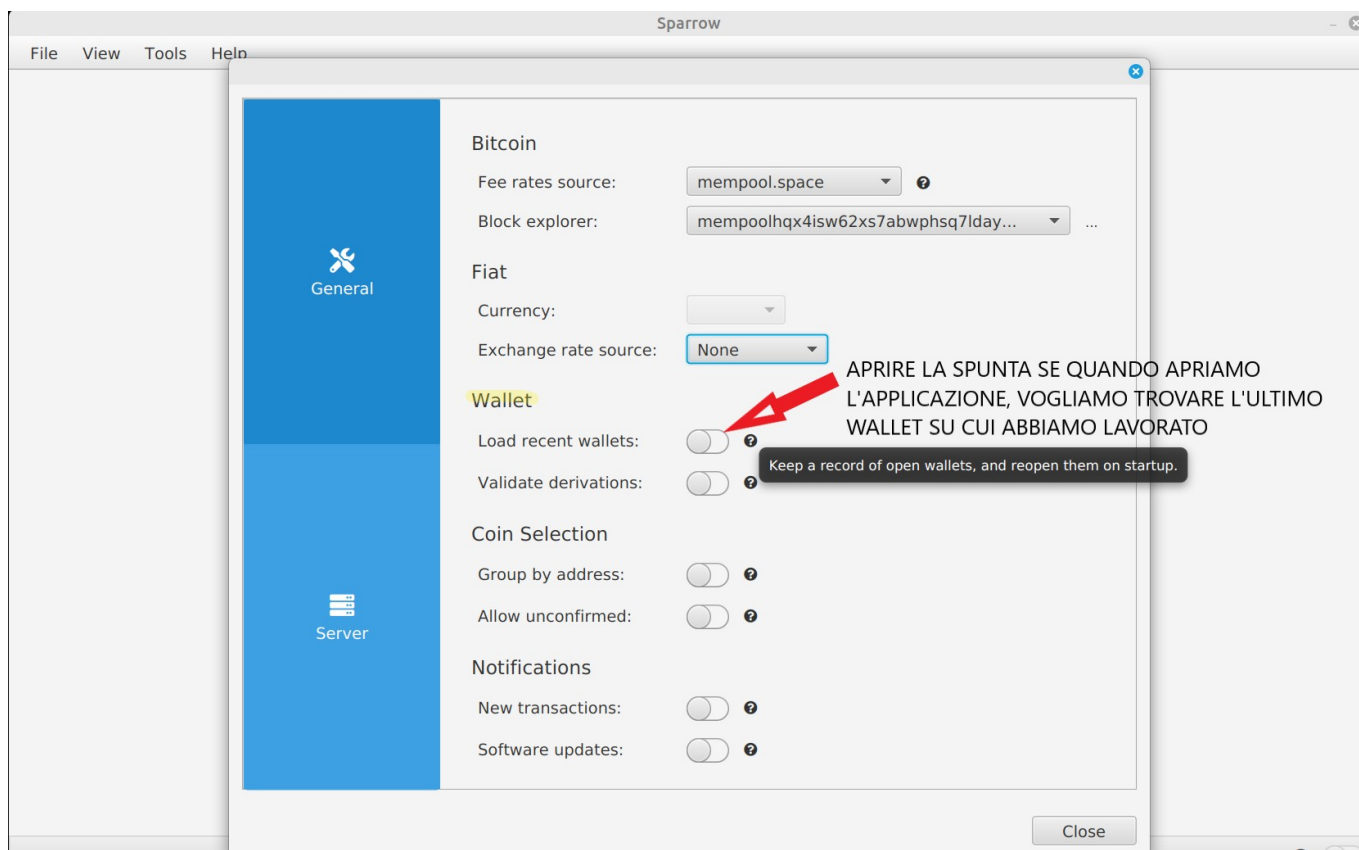 Sparrow
File View Tools Help
Bitcoin
Fee rates source: mempool.space
Block explorer: mempoolhqx4isw62xs7abwphsq7lday... ...
Fiat
Currency:
Exchange rate source: None
APRIRE LA SPUNTA SE QUANDO APRIAMO
L'APPLICAZIONE, VOGLIAMO TROVARE L'ULTIMO
WALLET SU CUI ABBIAMO LAVORATO
Wallet
Load recent wallets:
Keep a record of open wallets, and reopen them on startup.
Validate derivations:
Coin Selection
Group by address:
Allow unconfirmed:
Notifications
New transactions:
Software updates:
General
Server
Close